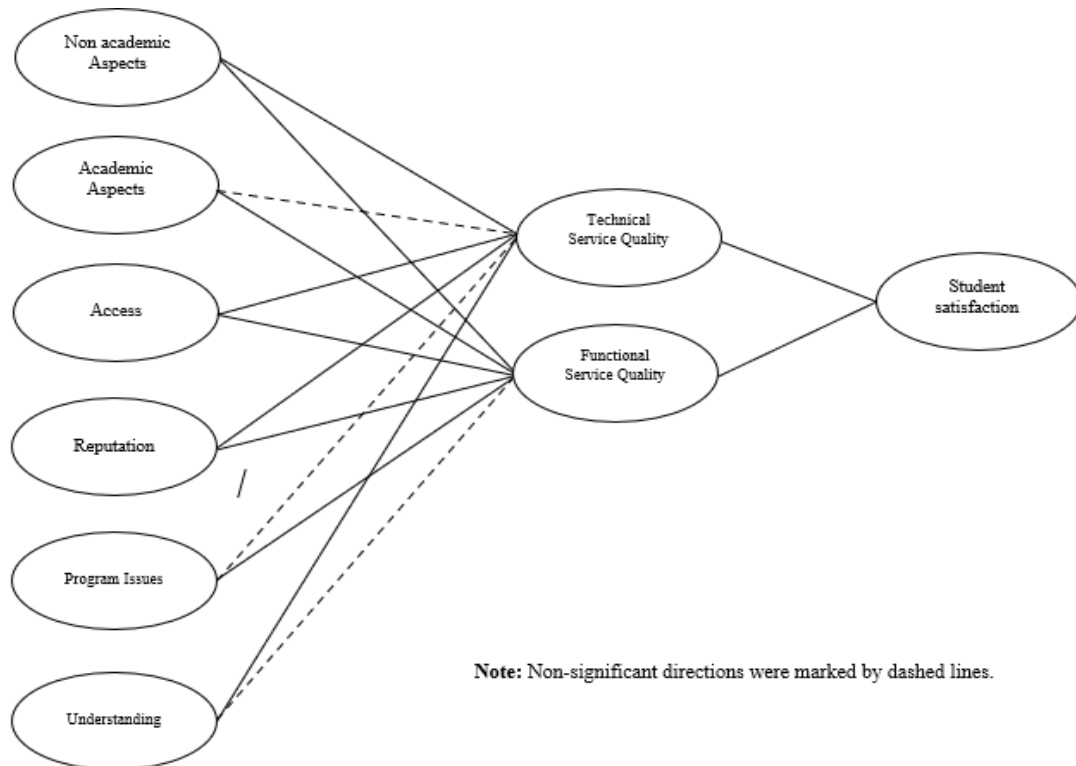 Non academic
Aspects
Academic
Aspects
Technical
Service Quality
Access
Student
satisfaction
Functional
Service Quality
Reputation
Program Issues
Note: Non-significant directions were marked by dashed lines.
Understanding